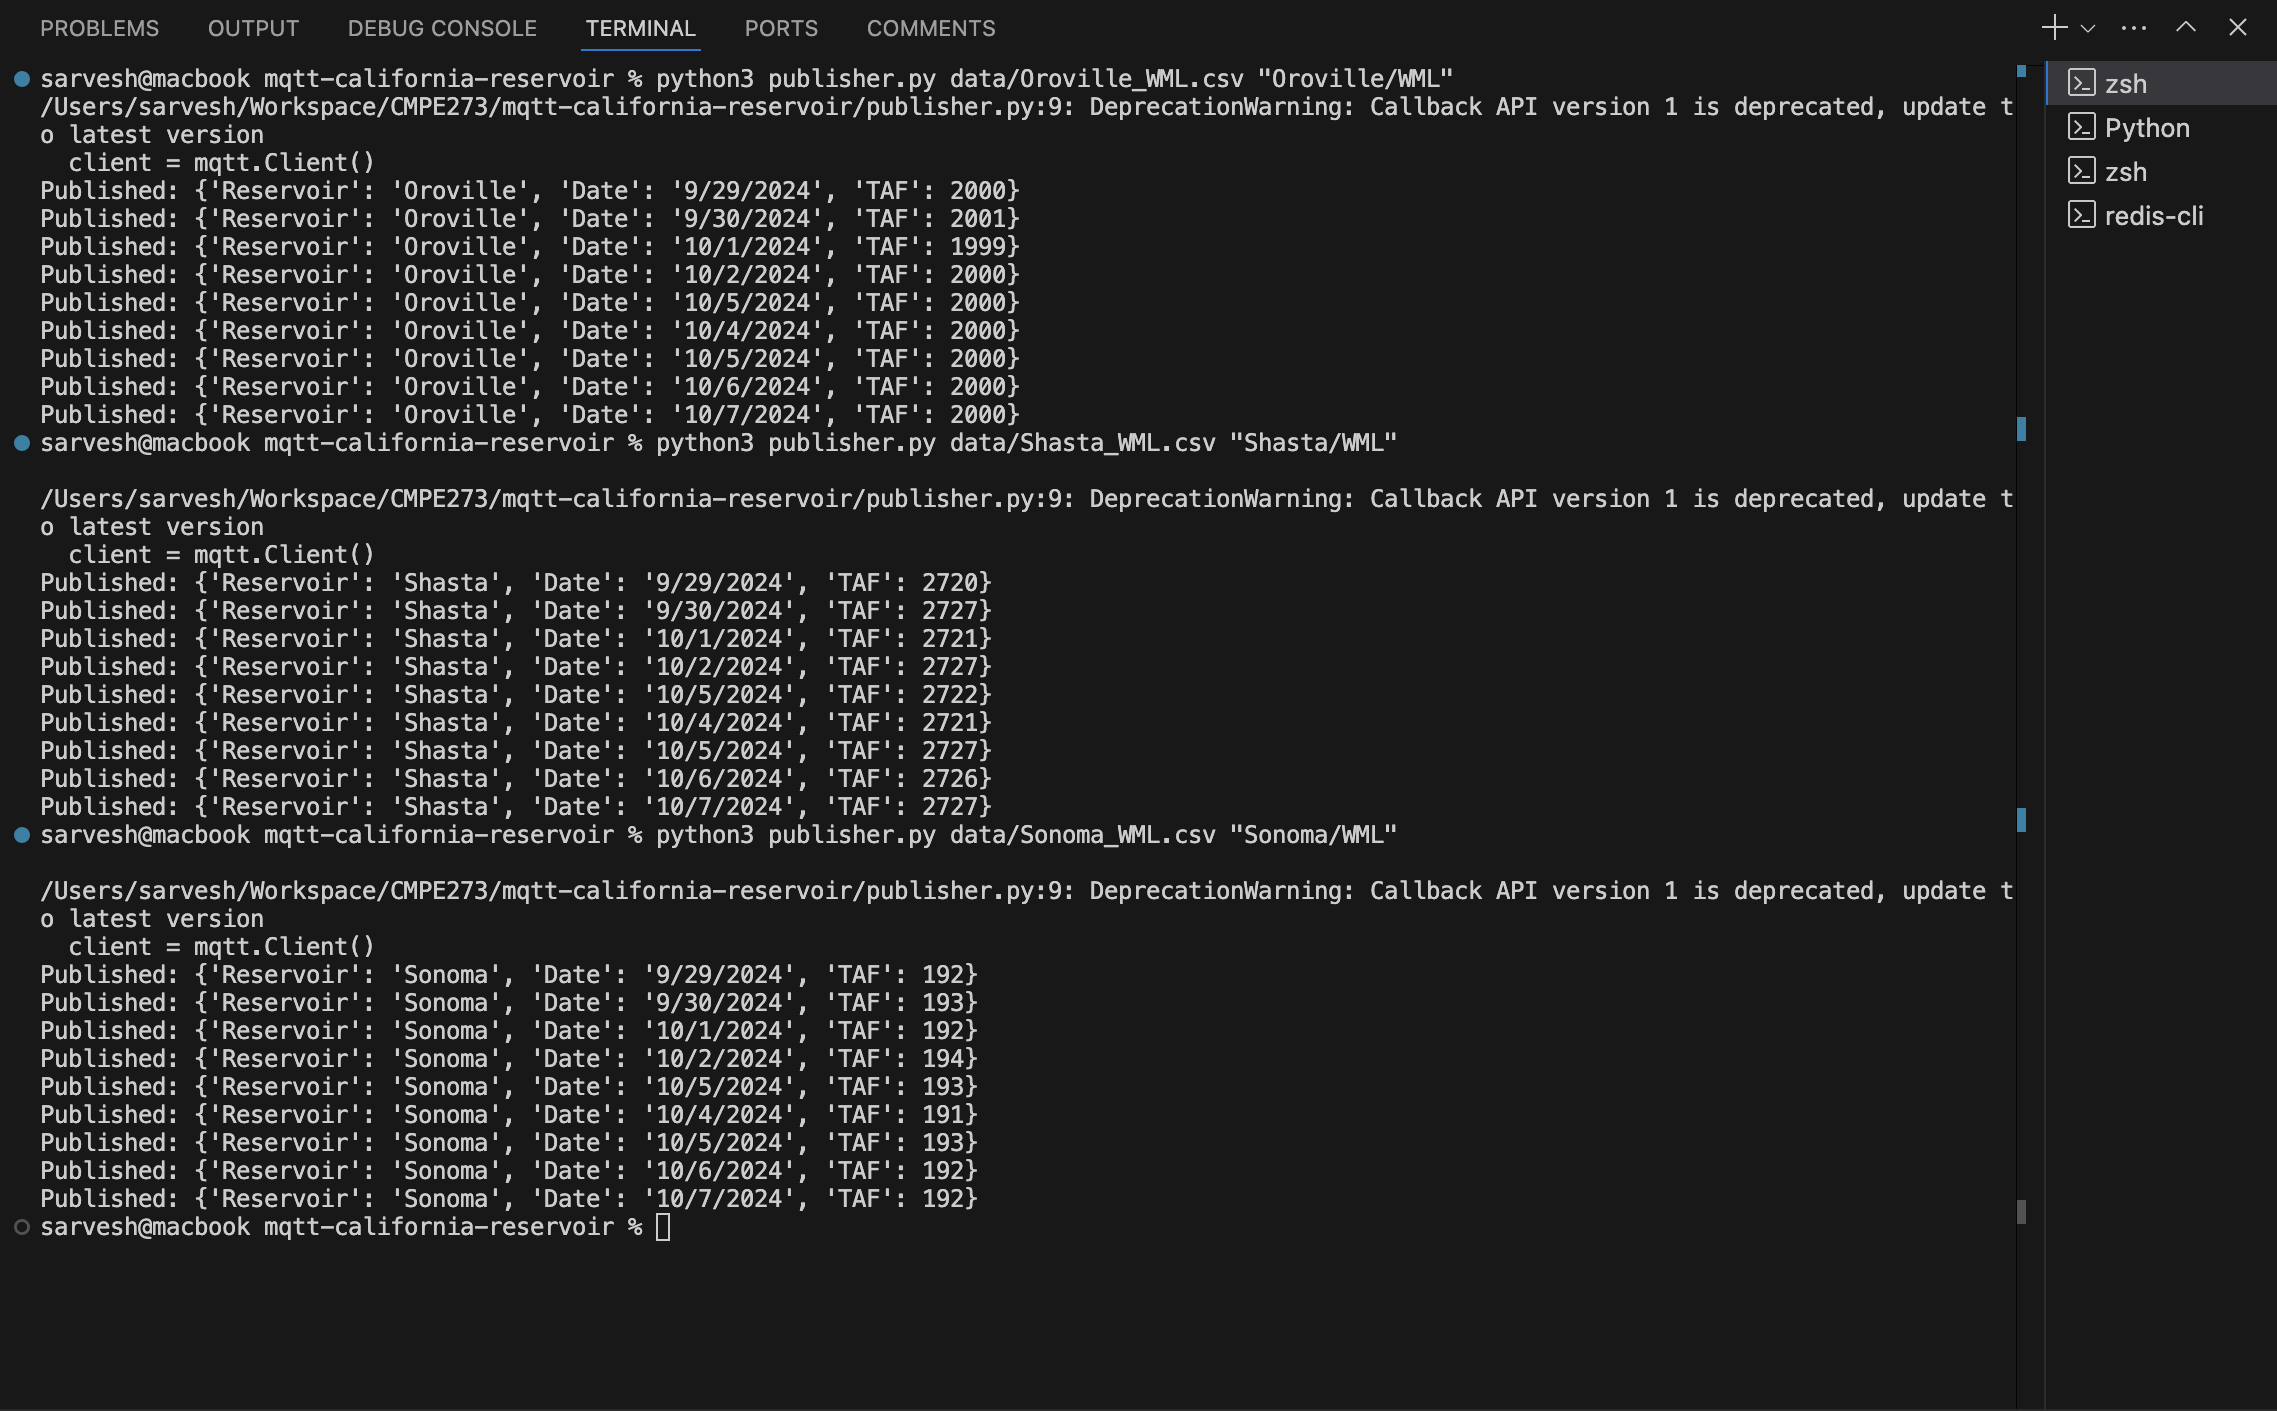 PROBLEMS OUTPUT DEBUG CONSOLE TERMINAL PORTS COMMENTS
sarvesh@macbook mqtt-california-reservoir % python3 publisher.py data/Oroville_WML.csv "Oroville/WML"
/Users/sarvesh/Workspace/CMPE273/mqtt-california-reservoir/publisher.py:9: DeprecationWarning: Callback API version 1 is deprecated, update t
o latest version
  client = mqtt.Client()
Published: {'Reservoir': 'Oroville', 'Date': '9/29/2024', 'TAF': 2000}
Published: {'Reservoir': 'Oroville', 'Date': '9/30/2024', 'TAF': 2001}
Published: {'Reservoir': 'Oroville', 'Date': '10/1/2024', 'TAF': 1999}
Published: {'Reservoir': 'Oroville', 'Date': '10/2/2024', 'TAF': 2000}
Published: {'Reservoir': 'Oroville', 'Date': '10/5/2024', 'TAF': 2000}
Published: {'Reservoir': 'Oroville', 'Date': '10/4/2024', 'TAF': 2000}
Published: {'Reservoir': 'Oroville', 'Date': '10/5/2024', 'TAF': 2000}
Published: {'Reservoir': 'Oroville', 'Date': '10/6/2024', 'TAF': 2000}
Published: {'Reservoir': 'Oroville', 'Date': '10/7/2024', 'TAF': 2000}
sarvesh@macbook mqtt-california-reservoir % python3 publisher.py data/Shasta_WML.csv "Shasta/WML"
/Users/sarvesh/Workspace/CMPE273/mqtt-california-reservoir/publisher.py:9: DeprecationWarning: Callback API version 1 is deprecated, update t
o latest version
  client = mqtt.Client()
Published: {'Reservoir': 'Shasta', 'Date': '9/29/2024', 'TAF': 2720}
Published: {'Reservoir': 'Shasta', 'Date': '9/30/2024', 'TAF': 2727}
Published: {'Reservoir': 'Shasta', 'Date': '10/1/2024', 'TAF': 2721}
Published: {'Reservoir': 'Shasta', 'Date': '10/2/2024', 'TAF': 2727}
Published: {'Reservoir': 'Shasta', 'Date': '10/5/2024', 'TAF': 2722}
Published: {'Reservoir': 'Shasta', 'Date': '10/4/2024', 'TAF': 2721}
Published: {'Reservoir': 'Shasta', 'Date': '10/5/2024', 'TAF': 2727}
Published: {'Reservoir': 'Shasta', 'Date': '10/6/2024', 'TAF': 2726}
Published: {'Reservoir': 'Shasta', 'Date': '10/7/2024', 'TAF': 2727}
sarvesh@macbook mqtt-california-reservoir % python3 publisher.py data/Sonoma_WML.csv "Sonoma/WML"
/Users/sarvesh/Workspace/CMPE273/mqtt-california-reservoir/publisher.py:9: DeprecationWarning: Callback API version 1 is deprecated, update t
o latest version
  client = mqtt.Client()
Published: {'Reservoir': 'Sonoma', 'Date': '9/29/2024', 'TAF': 192}
Published: {'Reservoir': 'Sonoma', 'Date': '9/30/2024', 'TAF': 193}
Published: {'Reservoir': 'Sonoma', 'Date': '10/1/2024', 'TAF': 192}
Published: {'Reservoir': 'Sonoma', 'Date': '10/2/2024', 'TAF': 194}
Published: {'Reservoir': 'Sonoma', 'Date': '10/5/2024', 'TAF': 193}
Published: {'Reservoir': 'Sonoma', 'Date': '10/4/2024', 'TAF': 191}
Published: {'Reservoir': 'Sonoma', 'Date': '10/5/2024', 'TAF': 193}
Published: {'Reservoir': 'Sonoma', 'Date': '10/6/2024', 'TAF': 192}
Published: {'Reservoir': 'Sonoma', 'Date': '10/7/2024', 'TAF': 192}
sarvesh@macbook mqtt-california-reservoir %
zsh
Python
zsh
redis-cli